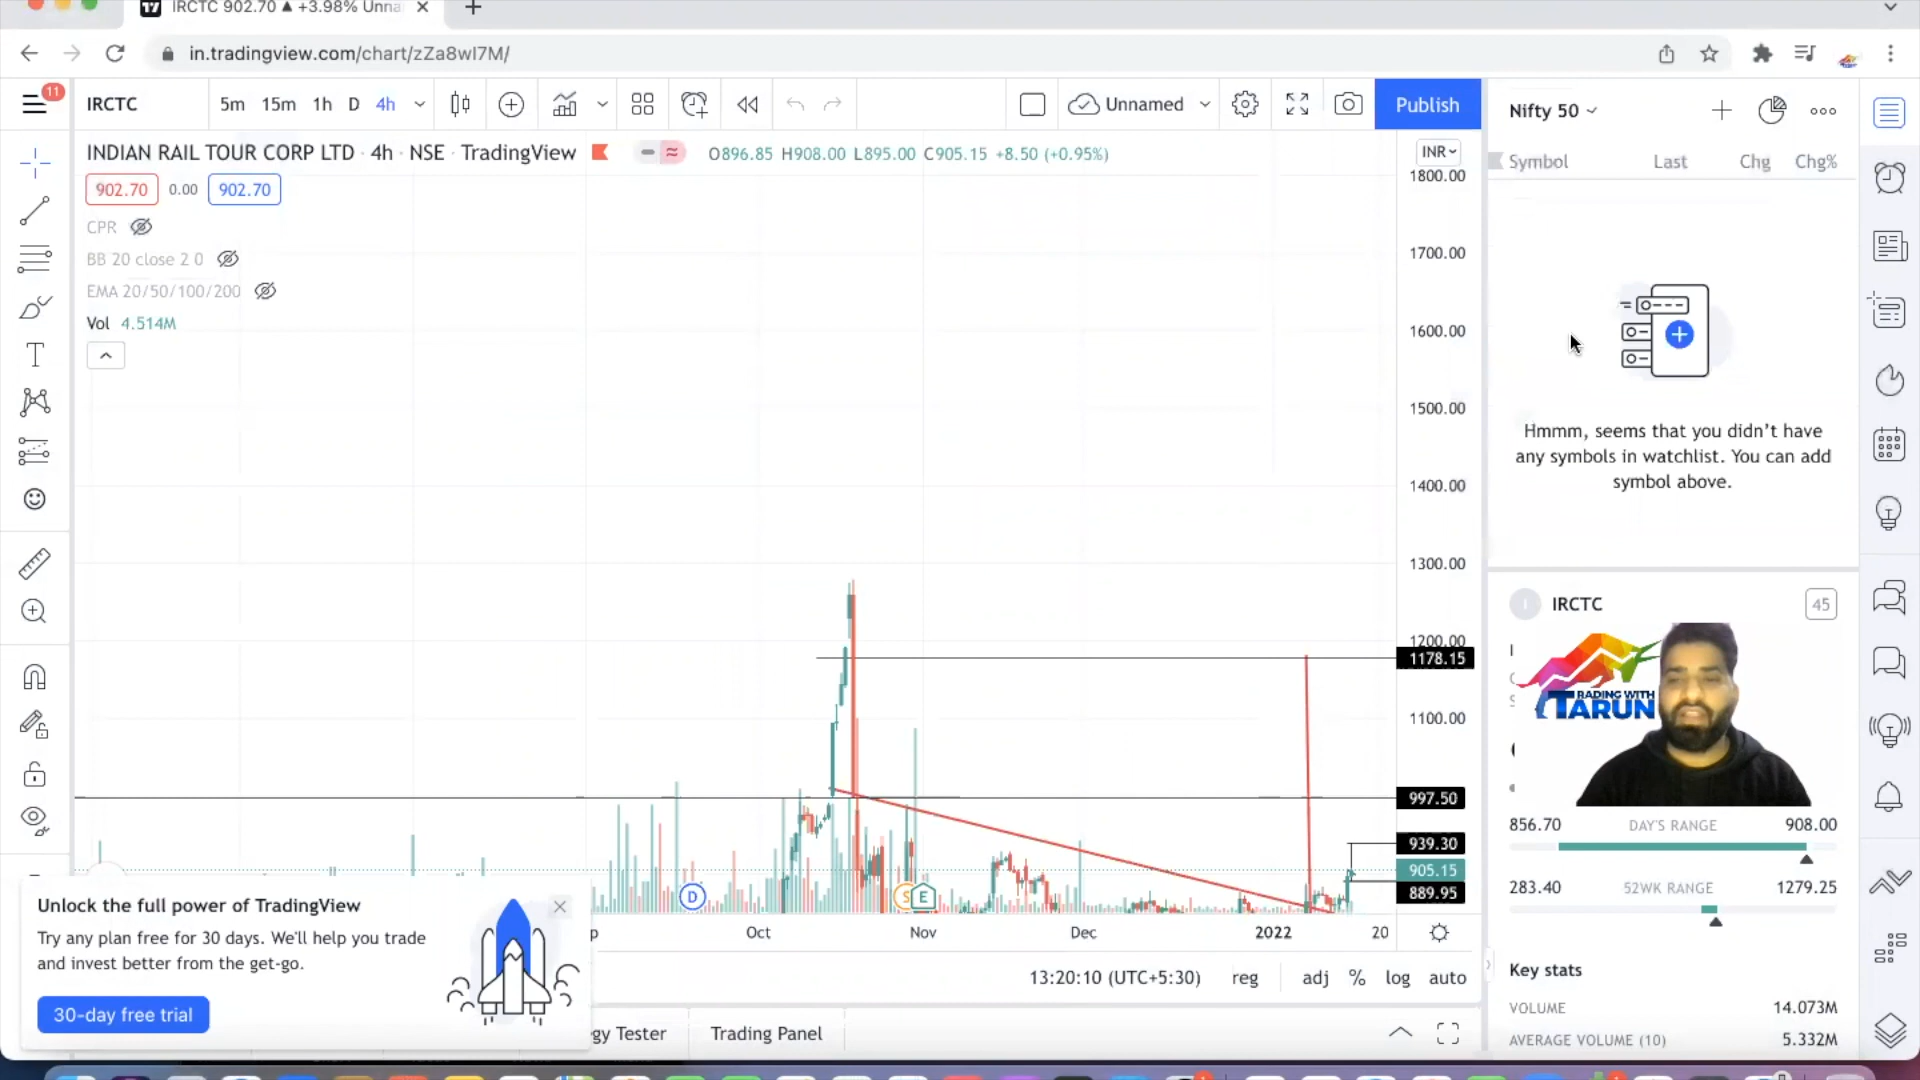 IRCTC 902.70 ▲ +3.98% Unna
in.tradingview.com/chart/zZa8wI7M/
11
IRCTC
5m 15m 1h D 4h
Unnamed
Publish
Nifty 50
INDIAN RAIL TOUR CORP LTD · 4h · NSE · TradingView
O896.85 H908.00 L895.00 C905.15 +8.50 (+0.95%)
INR
Symbol Last Chg Chg%
902.70 0.00 902.70
CPR
BB 20 close 2 0
EMA 20/50/100/200
Vol 4.514M
1800.00
1700.00
1600.00
1500.00
1400.00
1300.00
1200.00
1178.15
1100.00
997.50
939.30
905.15
889.95
Hmmm, seems that you didn't have
any symbols in watchlist. You can add
symbol above.
IRCTC
45
TRADING WITH
TARUN
856.70 DAY'S RANGE 908.00
283.40 52WK RANGE 1279.25
Key stats
VOLUME 14.073M
AVERAGE VOLUME (10) 5.332M
D
S
E
p Oct Nov Dec 2022 20
13:20:10 (UTC+5:30) reg adj % log auto
gy Tester Trading Panel
Unlock the full power of TradingView
Try any plan free for 30 days. We'll help you trade
and invest better from the get-go.
30-day free trial